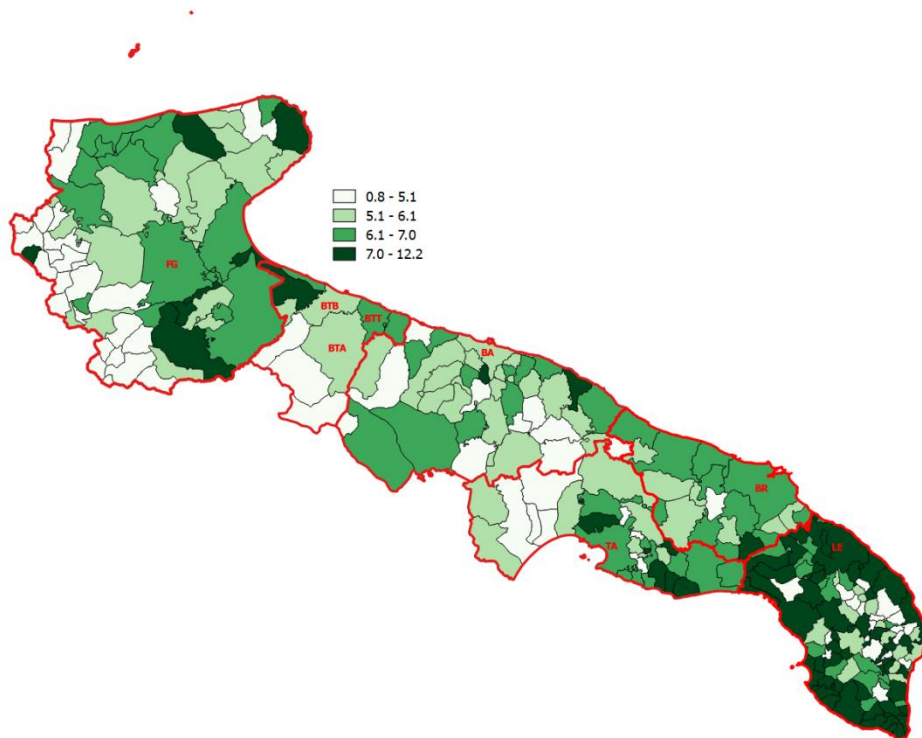 0.8 - 5.1
5.1 - 6.1
6.1 - 7.0
7.0 - 12.2
FG
BTB
BTT
BTA
BA
BR
TA
LE